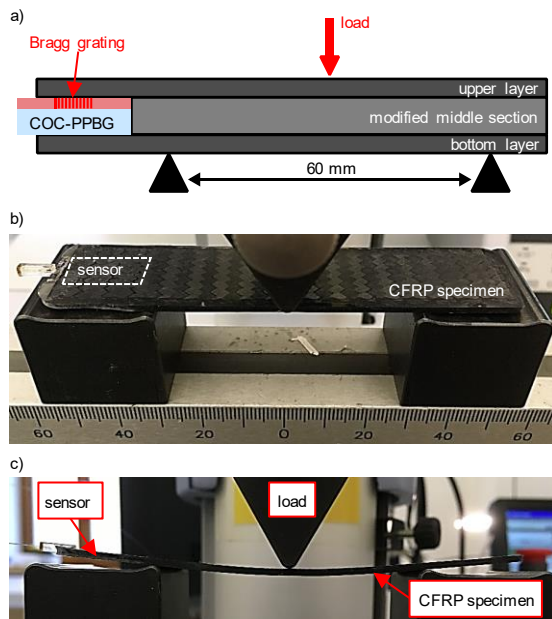 a)
Bragg grating
load
upper layer
COC-PPBG
modified middle section
bottom layer
60 mm
b)
sensor
CFRP specimen
60
40
20
0
20
40
60
c)
sensor
load
CFRP specimen